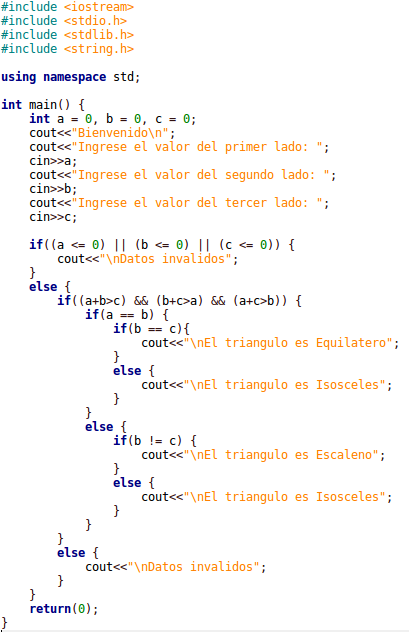 #include <iostream>
#include <stdio.h>
#include <stdlib.h>
#include <string.h>

using namespace std;

int main() {
    int a = 0, b = 0, c = 0;
    cout<<"Bienvenido\n";
    cout<<"Ingrese el valor del primer lado: ";
    cin>>a;
    cout<<"Ingrese el valor del segundo lado: ";
    cin>>b;
    cout<<"Ingrese el valor del tercer lado: ";
    cin>>c;

    if((a <= 0) || (b <= 0) || (c <= 0)) {
        cout<<"\nDatos invalidos";
    }
    else {
        if((a+b>c) && (b+c>a) && (a+c>b)) {
            if(a == b) {
                if(b == c){
                    cout<<"\nEl triangulo es Equilatero";
                }
                else {
                    cout<<"\nEl triangulo es Isosceles";
                }
            }
            else {
                if(b != c) {
                    cout<<"\nEl triangulo es Escaleno";
                }
                else {
                    cout<<"\nEl triangulo es Isosceles";
                }
            }
        }
        else {
            cout<<"\nDatos invalidos";
        }
    }
    return(0);
}